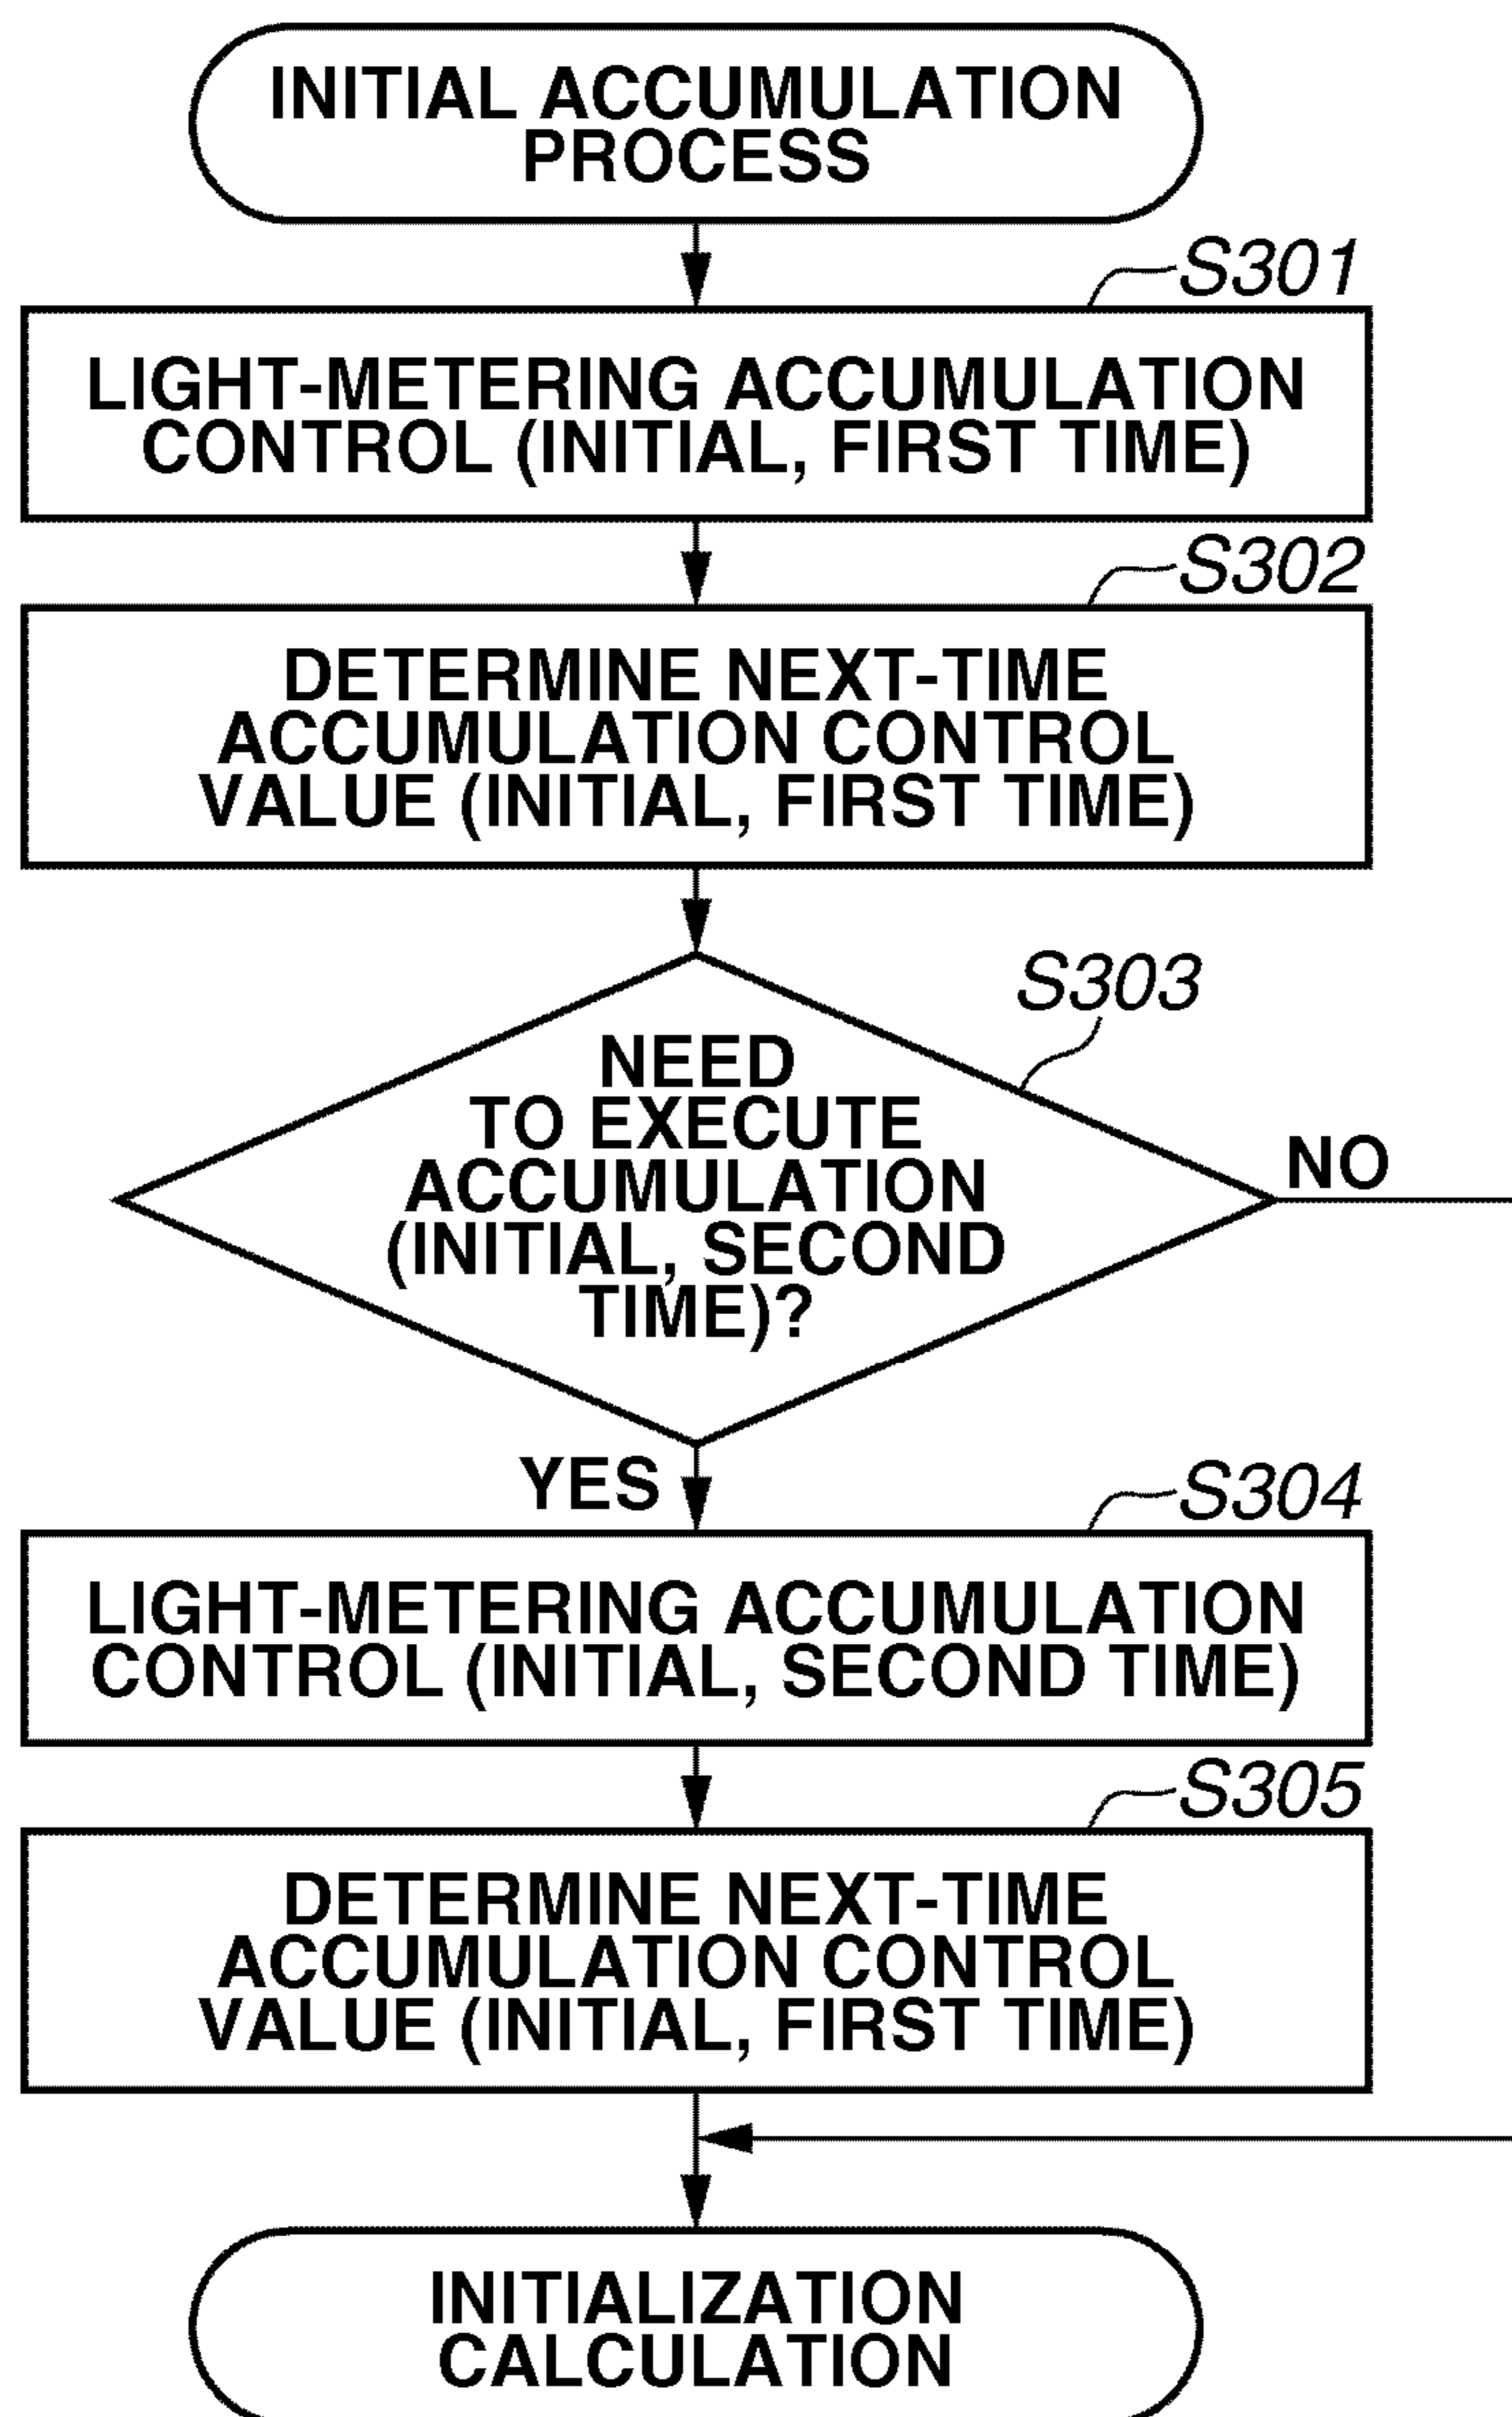 INITIAL ACCUMULATION
PROCESS
S301
LIGHT-METERING ACCUMULATION
CONTROL (INITIAL, FIRST TIME)
S302
DETERMINE NEXT-TIME
ACCUMULATION CONTROL
VALUE (INITIAL, FIRST TIME)
S303
NEED
TO EXECUTE
ACCUMULATION
(INITIAL, SECOND
TIME)?
NO
YES
S304
LIGHT-METERING ACCUMULATION
CONTROL (INITIAL, SECOND TIME)
S305
DETERMINE NEXT-TIME
ACCUMULATION CONTROL
VALUE (INITIAL, FIRST TIME)
INITIALIZATION
CALCULATION